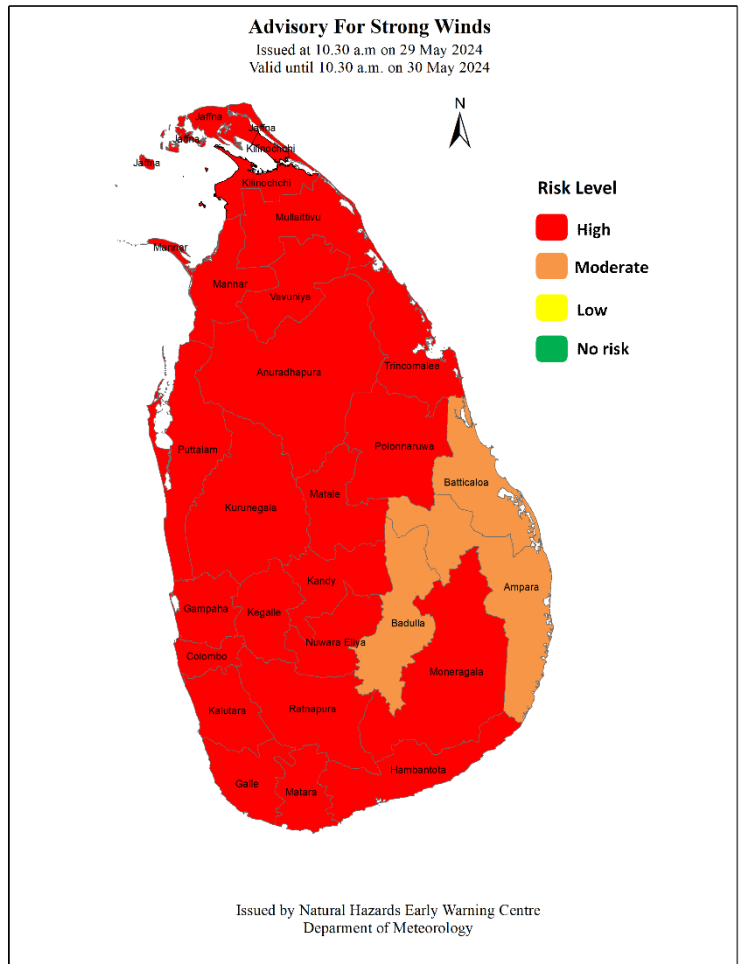 Advisory For Strong Winds
Issued at 10.30 a.m on 29 May 2024
Valid until 10.30 a.m. on 30 May 2024
N
Jaffna
Jaffna
Jaffna
Kilinochchi
Jaffna
Kilinochchi
Mullaittivu
Mannar
Mannar
Vavuniya
Anuradhapura
Trincomalee
Puttalam
Polonnaruwa
Batticaloa
Kurunegala
Matale
Kandy
Ampara
Gampaha
Kegalle
Badulla
Nuwara Eliya
Colombo
Moneragala
Kalutara
Ratnapura
Hambantota
Galle
Matara
Risk Level
High
Moderate
Low
No risk
Issued by Natural Hazards Early Warning Centre
Deparment of Meteorology